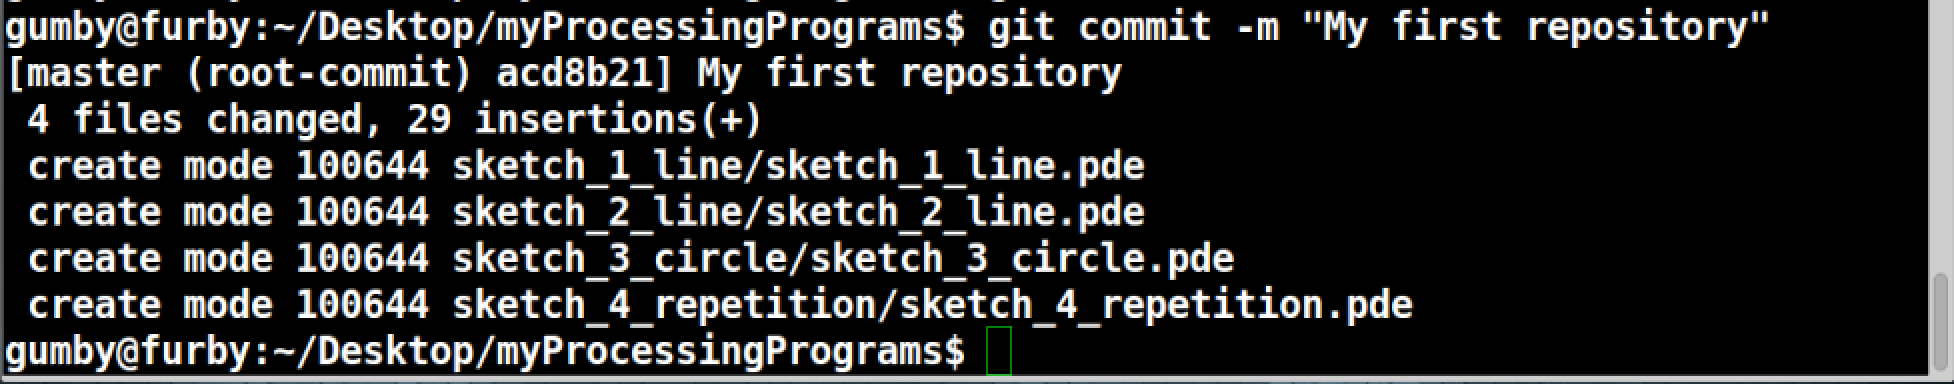 gumby@furby:~/Desktop/myProcessingPrograms$ git commit -m "My first repository"
[master (root-commit) acd8b21] My first repository
 4 files changed, 29 insertions(+)
 create mode 100644 sketch_1_line/sketch_1_line.pde
 create mode 100644 sketch_2_line/sketch_2_line.pde
 create mode 100644 sketch_3_circle/sketch_3_circle.pde
 create mode 100644 sketch_4_repetition/sketch_4_repetition.pde
gumby@furby:~/Desktop/myProcessingPrograms$